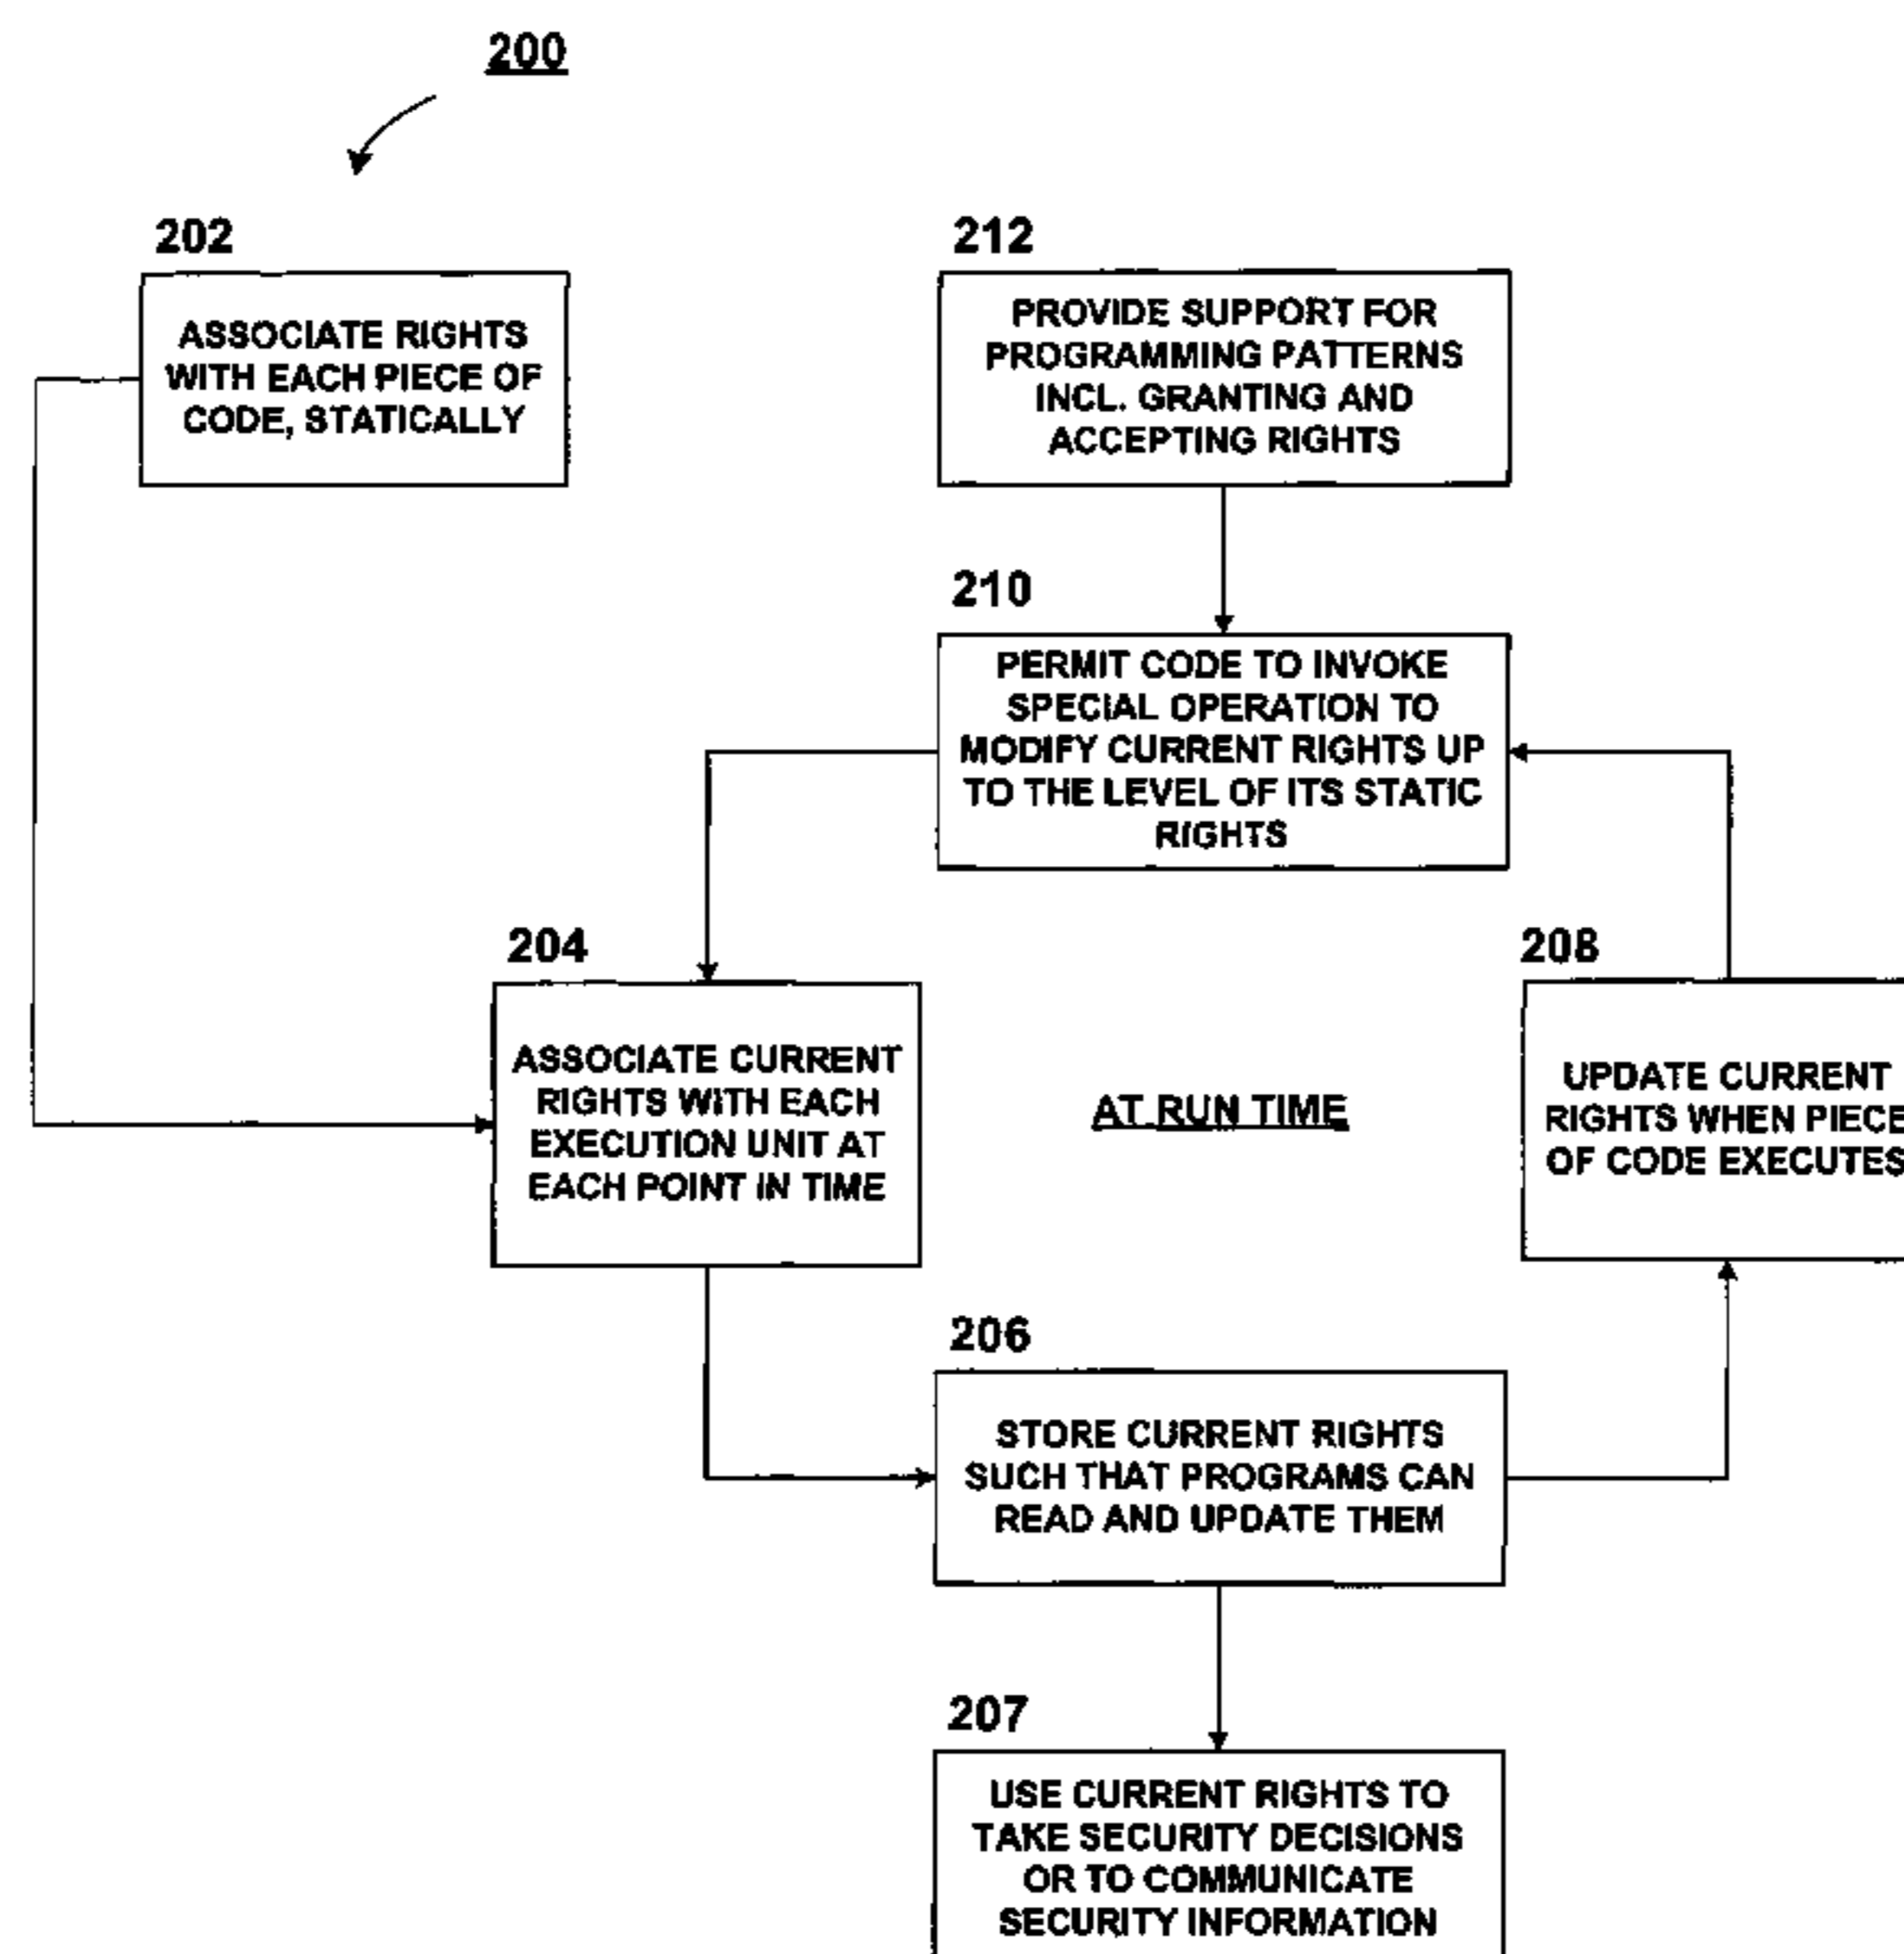 200
202
ASSOCIATE RIGHTS
WITH EACH PIECE OF
CODE, STATICALLY
212
PROVIDE SUPPORT FOR
PROGRAMMING PATTERNS
INCL. GRANTING AND
ACCEPTING RIGHTS
210
PERMIT CODE TO INVOKE
SPECIAL OPERATION TO
MODIFY CURRENT RIGHTS UP
TO THE LEVEL OF ITS STATIC
RIGHTS
204
ASSOCIATE CURRENT
RIGHTS WITH EACH
EXECUTION UNIT AT
EACH POINT IN TIME
AT RUN TIME
208
UPDATE CURRENT
RIGHTS WHEN PIECE
OF CODE EXECUTES
206
STORE CURRENT RIGHTS
SUCH THAT PROGRAMS CAN
READ AND UPDATE THEM
207
USE CURRENT RIGHTS TO
TAKE SECURITY DECISIONS
OR TO COMMUNICATE
SECURITY INFORMATION